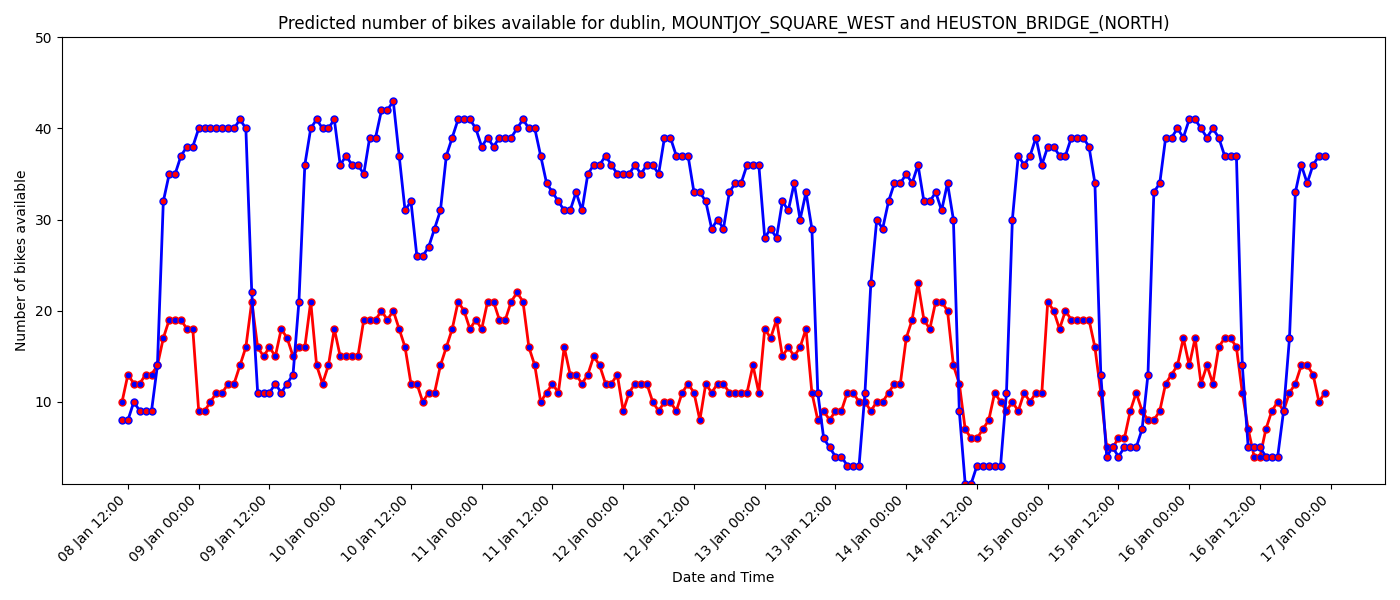 Predicted number of bikes available for dublin, MOUNTJOY_SQUARE_WEST and HEUSTON_BRIDGE_(NORTH)
Number of bikes available
50
40
30
20
10
08 Jan 12:00
09 Jan 00:00
09 Jan 12:00
10 Jan 00:00
10 Jan 12:00
11 Jan 00:00
11 Jan 12:00
12 Jan 00:00
12 Jan 12:00
13 Jan 00:00
13 Jan 12:00
14 Jan 00:00
14 Jan 12:00
15 Jan 00:00
15 Jan 12:00
16 Jan 00:00
16 Jan 12:00
17 Jan 00:00
Date and Time